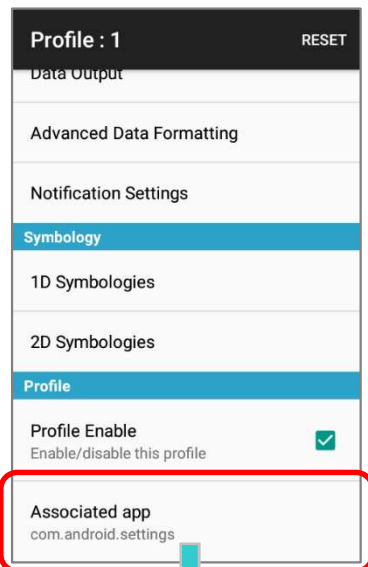 Profile : 1 RESET
Data Output
Advanced Data Formatting
Notification Settings
Symbology
1D Symbologies
2D Symbologies
Profile
Profile Enable
Enable/disable this profile
Associated app
com.android.settings